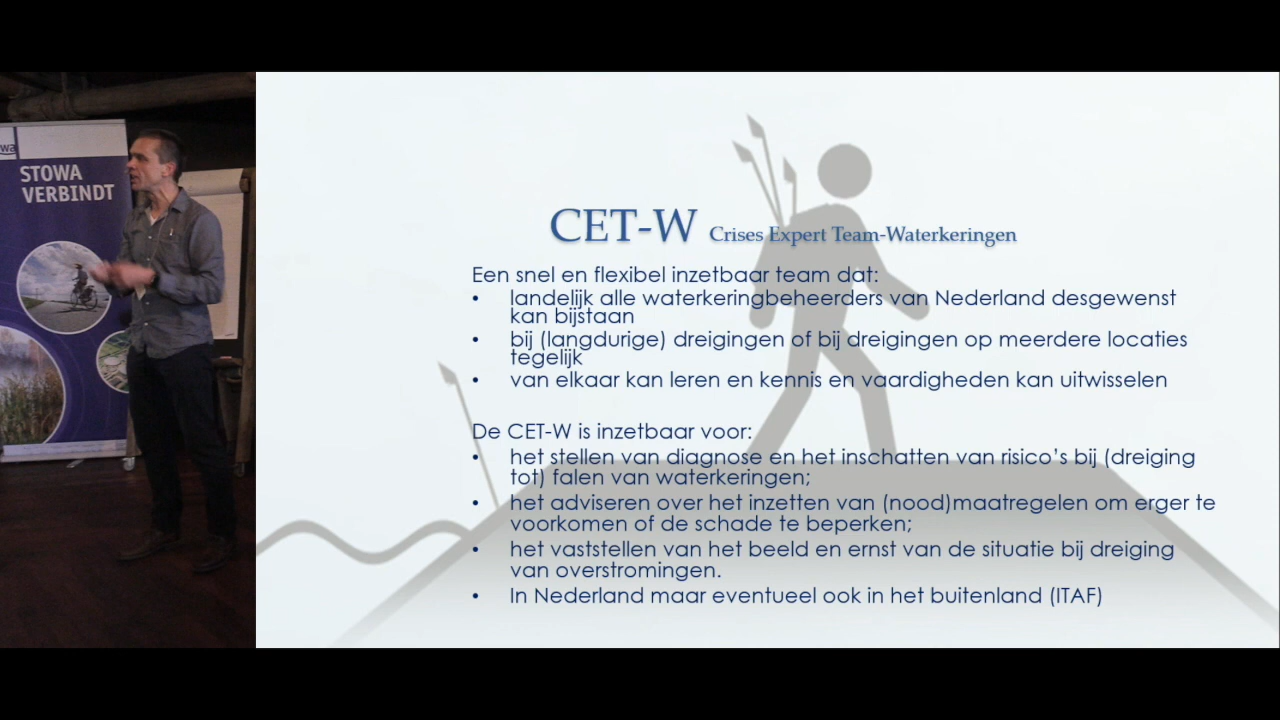 wa
STOWA
VERBINDT
CET-W Crises Expert Team-Waterkeringen
Een snel en flexibel inzetbaar team dat:
• landelijk alle waterkeringbeheerders van Nederland desgewenst
kan bijstaan
• bij (langdurige) dreigingen of bij dreigingen op meerdere locaties
tegelijk
• van elkaar kan leren en kennis en vaardigheden kan uitwisselen
De CET-W is inzetbaar voor:
• het stellen van diagnose en het inschatten van risico's bij (dreiging
tot) falen van waterkeringen;
• het adviseren over het inzetten van (nood)maatregelen om erger te
voorkomen of de schade te beperken;
• het vaststellen van het beeld en ernst van de situatie bij dreiging
van overstromingen.
• In Nederland maar eventueel ook in het buitenland (ITAF)